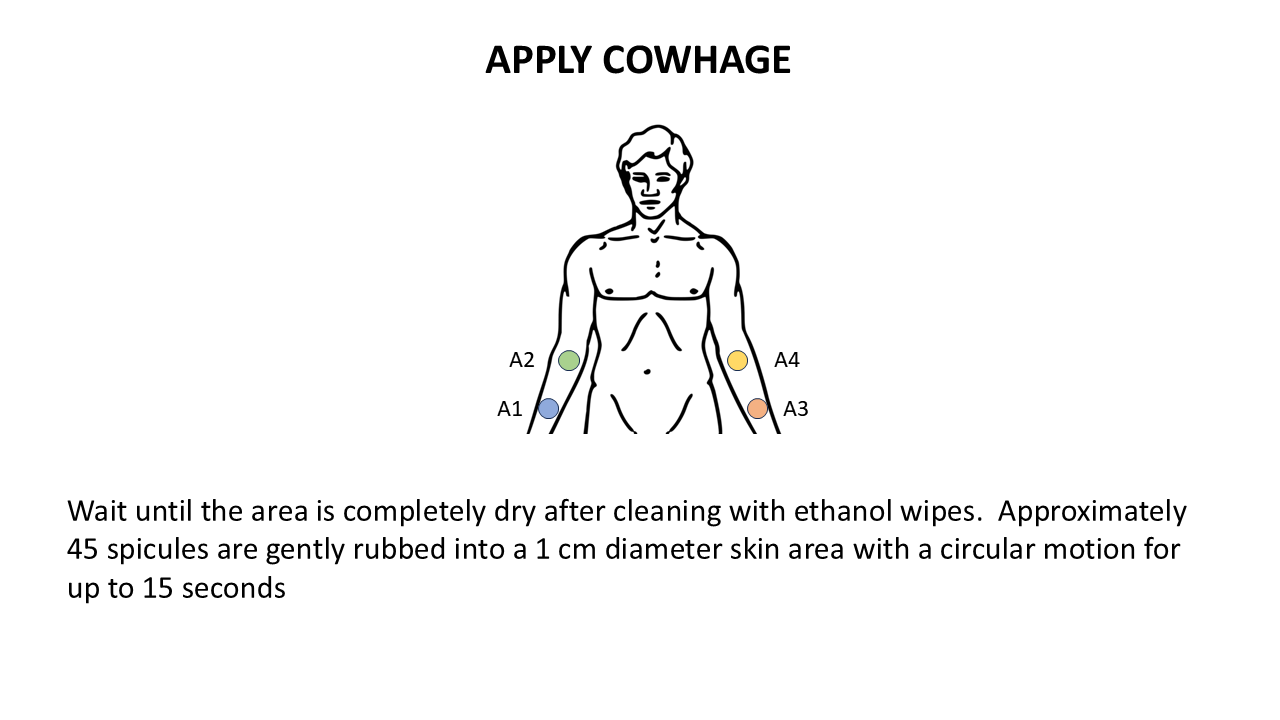 APPLY COWHAGE
A2
A4
A1
A3
Wait until the area is completely dry after cleaning with ethanol wipes.  Approximately
45 spicules are gently rubbed into a 1 cm diameter skin area with a circular motion for
up to 15 seconds